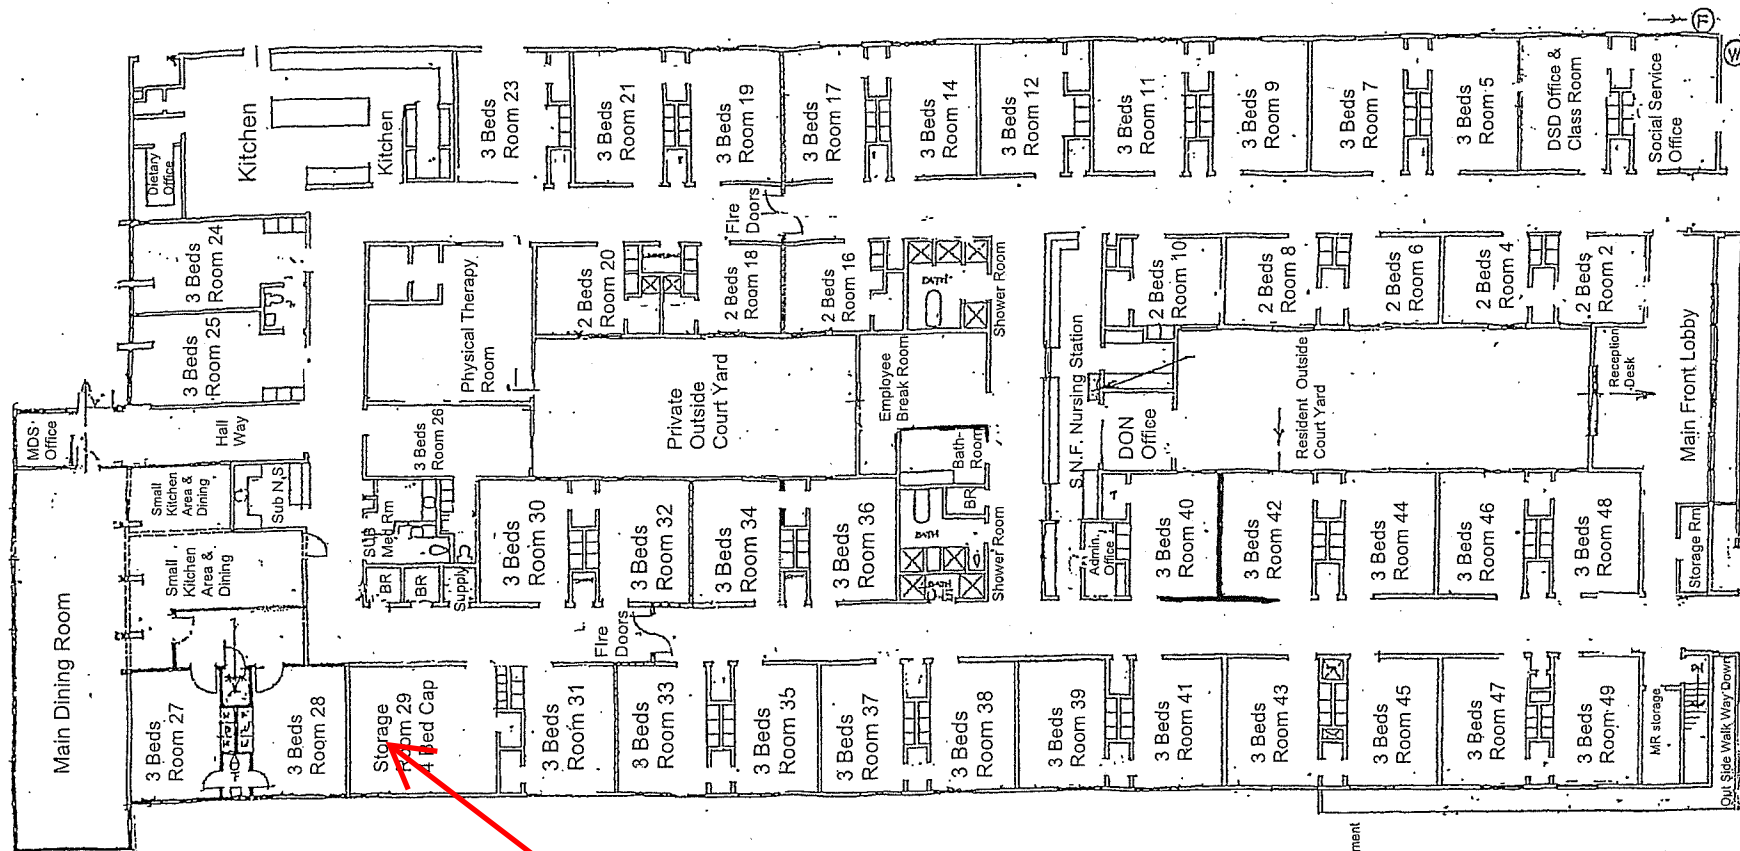 F
W
Kitchen
Kitchen
Dietary
Office
3 Beds
Room 23
3 Beds
Room 21
3 Beds
Room 19
3 Beds
Room 17
3 Beds
Room 14
3 Beds
Room 12
3 Beds
Room 11
3 Beds
Room 9
3 Beds
Room 7
3 Beds
Room 5
DSD Office &
Class Room
Social Service
Office
3 Beds
Room 24
3 Beds
Room 25
Fire
Doors
Physical Therapy
Room
2 Beds
Room 20
2 Beds
Room 18
2 Beds
Room 16
BATH
Shower Room
2 Beds
Room 10
2 Beds
Room 8
2 Beds
Room 6
2 Beds
Room 4
2 Beds
Room 2
MDS
Office
Hall
Way
3 Beds
Room 26
Private
Outside
Court Yard
Employee
Break Room
Bath-
Room
S.N.F. Nursing Station
DON
Office
Resident Outside
Court Yard
Reception
Desk
Main Front Lobby
Main Dining Room
Small
Kitchen
Area &
Dining
Sub N.S
Small
Kitchen
Area &
Dining
SUB
Med Rm
BR
BR
Supply
3 Beds
Room 30
3 Beds
Room 32
3 Beds
Room 34
3 Beds
Room 36
BATH
BR
BATH
Shower Room
Admin.
Office
3 Beds
Room 40
3 Beds
Room 42
3 Beds
Room 44
3 Beds
Room 46
3 Beds
Room 48
Storage Rm
Fire
Doors
3 Beds
Room 27
3 Beds
Room 28
Storage
Room 29
4 Bed Cap
3 Beds
Room 31
3 Beds
Room 33
3 Beds
Room 35
3 Beds
Room 37
3 Beds
Room 38
3 Beds
Room 39
3 Beds
Room 41
3 Beds
Room 43
3 Beds
Room 45
3 Beds
Room 47
3 Beds
Room 49
MR storage
Out Side Walk Way Down
ment